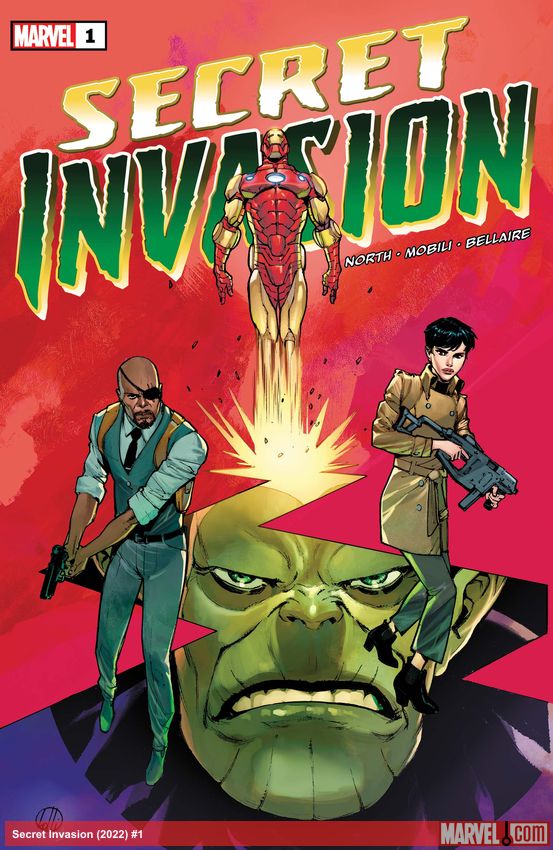 MARVEL 1
SECRET
INVASION
NORTH · MOBILI · BELLAIRE
Secret Invasion (2022) #1
MARVEL.com